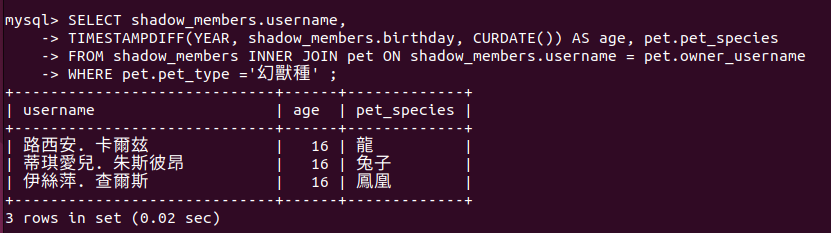 mysql> SELECT shadow_members.username,
    -> TIMESTAMPDIFF(YEAR, shadow_members.birthday, CURDATE()) AS age, pet.pet_species
    -> FROM shadow_members INNER JOIN pet ON shadow_members.username = pet.owner_username
    -> WHERE pet.pet_type ='幻獸種' ;
+----------------------------+------+-------------+
| username                   | age  | pet_species |
+----------------------------+------+-------------+
| 路西安. 卡爾兹 | 16 | 龍 |
| 蒂琪愛兒. 朱斯彼昂 | 16 | 兔子 |
| 伊絲萍. 查爾斯 | 16 | 鳳凰 |
+----------------------------+------+-------------+
3 rows in set (0.02 sec)